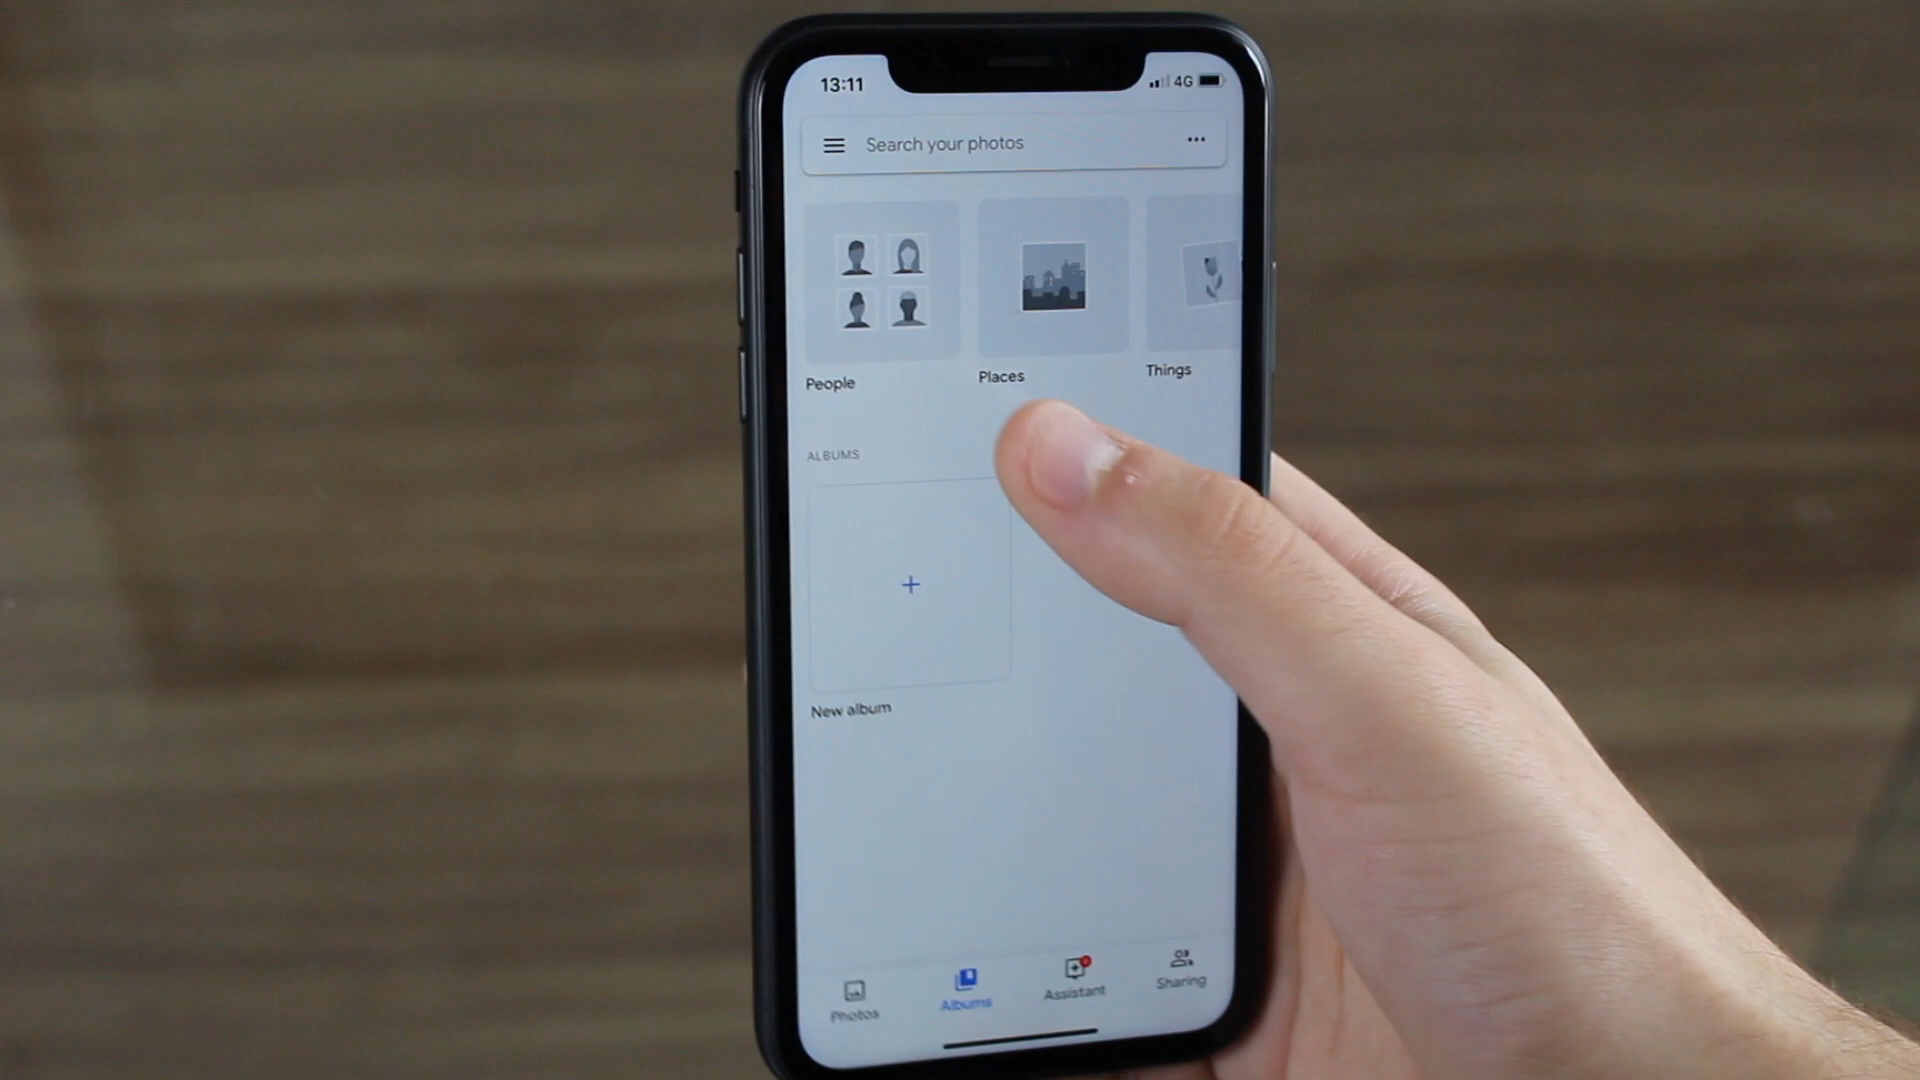 13:11
4G
Search your photos
People
Places
Things
ALBUMS
New album
Photos
Albums
Assistant
Sharing